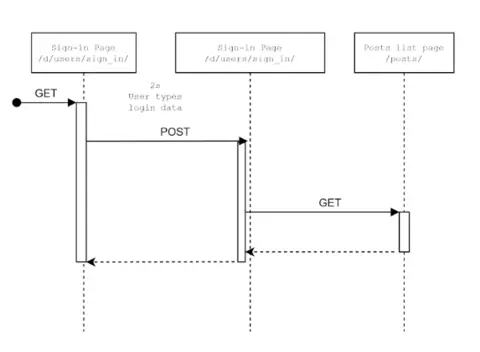 Sign-in Page
/d/users/sign_in/
Sign-in Page
/d/users/sign_in/
Posts list page
/posts/
GET
2s
User types
login data
POST
GET